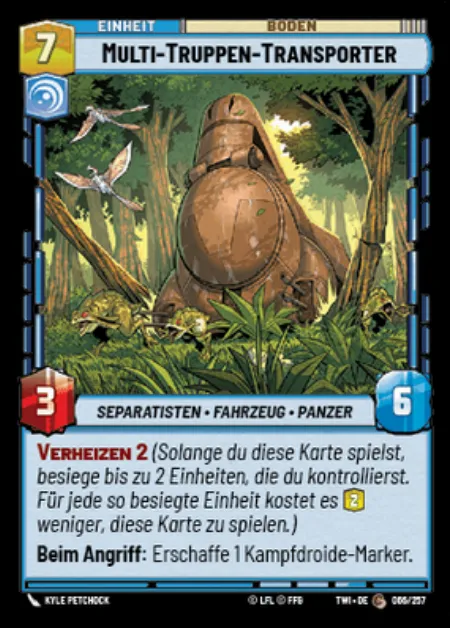 EINHEIT
BODEN
7
MULTI-TRUPPEN-TRANSPORTER
3
SEPARATISTEN • FAHRZEUG • PANZER
6
VERHEIZEN 2 (Solange du diese Karte spielst,
besiege bis zu 2 Einheiten, die du kontrollierst.
Für jede so besiegte Einheit kostet es 2
weniger, diese Karte zu spielen.)
Beim Angriff: Erschaffe 1 Kampfdroide-Marker.
KYLE PETCHOCK
© LFL © FFG
TWI • DE
C
066/257